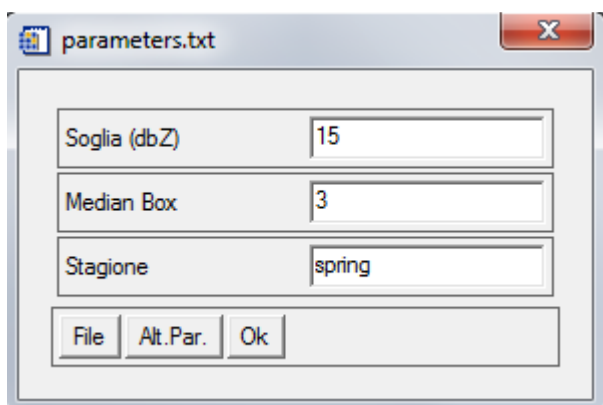 parameters.txt
Soglia (dbZ) 15
Median Box 3
Stagione spring
File Alt.Par. Ok